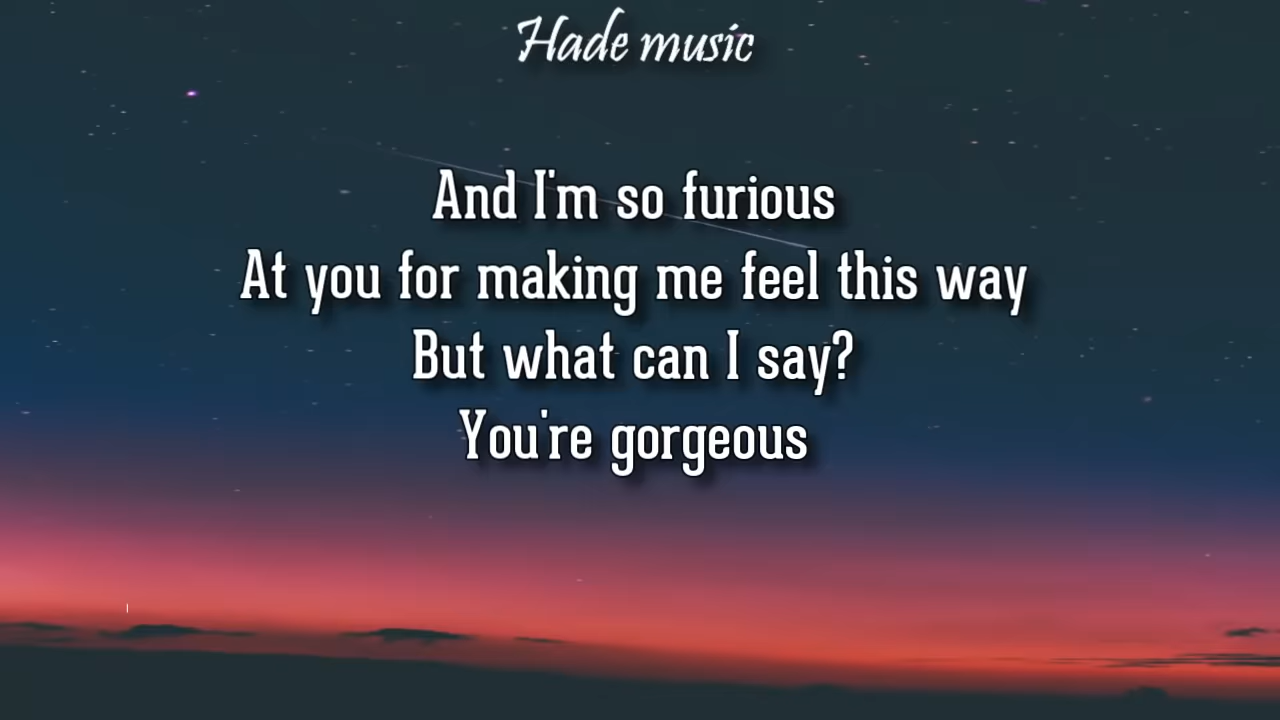 Hade music
And I'm so furious
At you for making me feel this way
But what can I say?
You're gorgeous